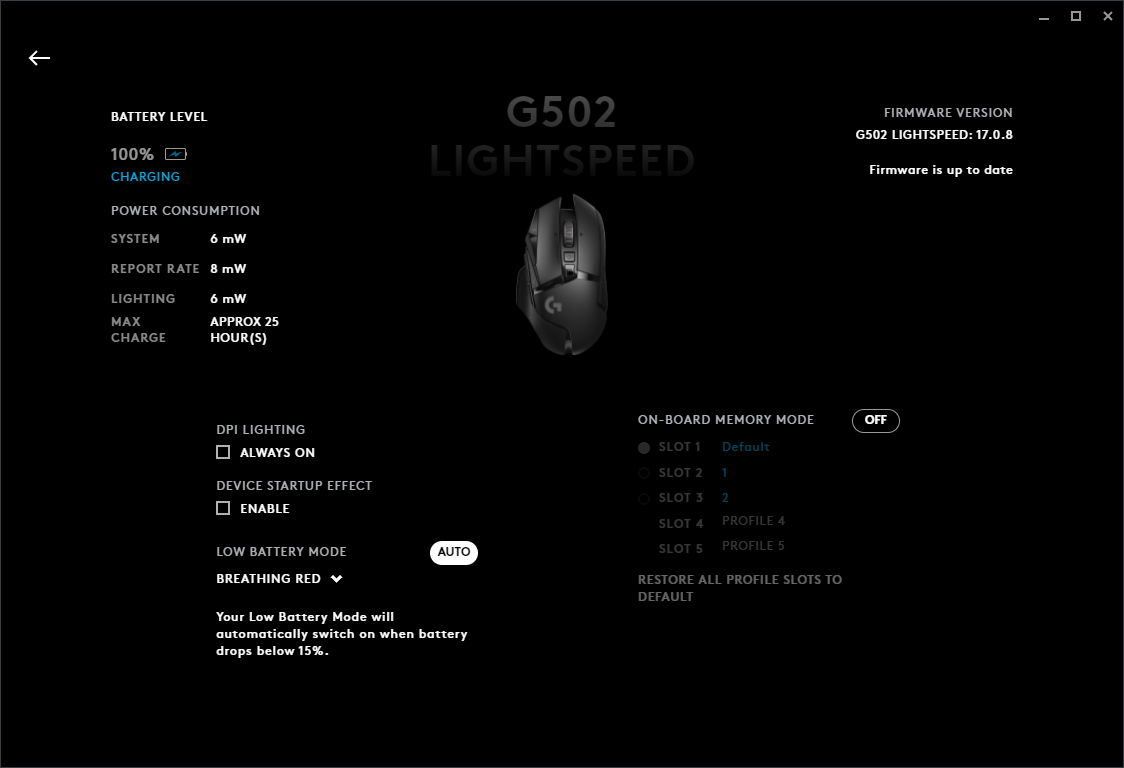 G502
LIGHTSPEED
BATTERY LEVEL
100%
CHARGING
POWER CONSUMPTION
SYSTEM 6 mW
REPORT RATE 8 mW
LIGHTING 6 mW
MAX APPROX 25
CHARGE HOUR(S)
FIRMWARE VERSION
G502 LIGHTSPEED: 17.0.8
Firmware is up to date
DPI LIGHTING
ALWAYS ON
DEVICE STARTUP EFFECT
ENABLE
LOW BATTERY MODE AUTO
BREATHING RED
Your Low Battery Mode will
automatically switch on when battery
drops below 15%.
ON-BOARD MEMORY MODE OFF
SLOT 1 Default
SLOT 2 1
SLOT 3 2
SLOT 4 PROFILE 4
SLOT 5 PROFILE 5
RESTORE ALL PROFILE SLOTS TO
DEFAULT